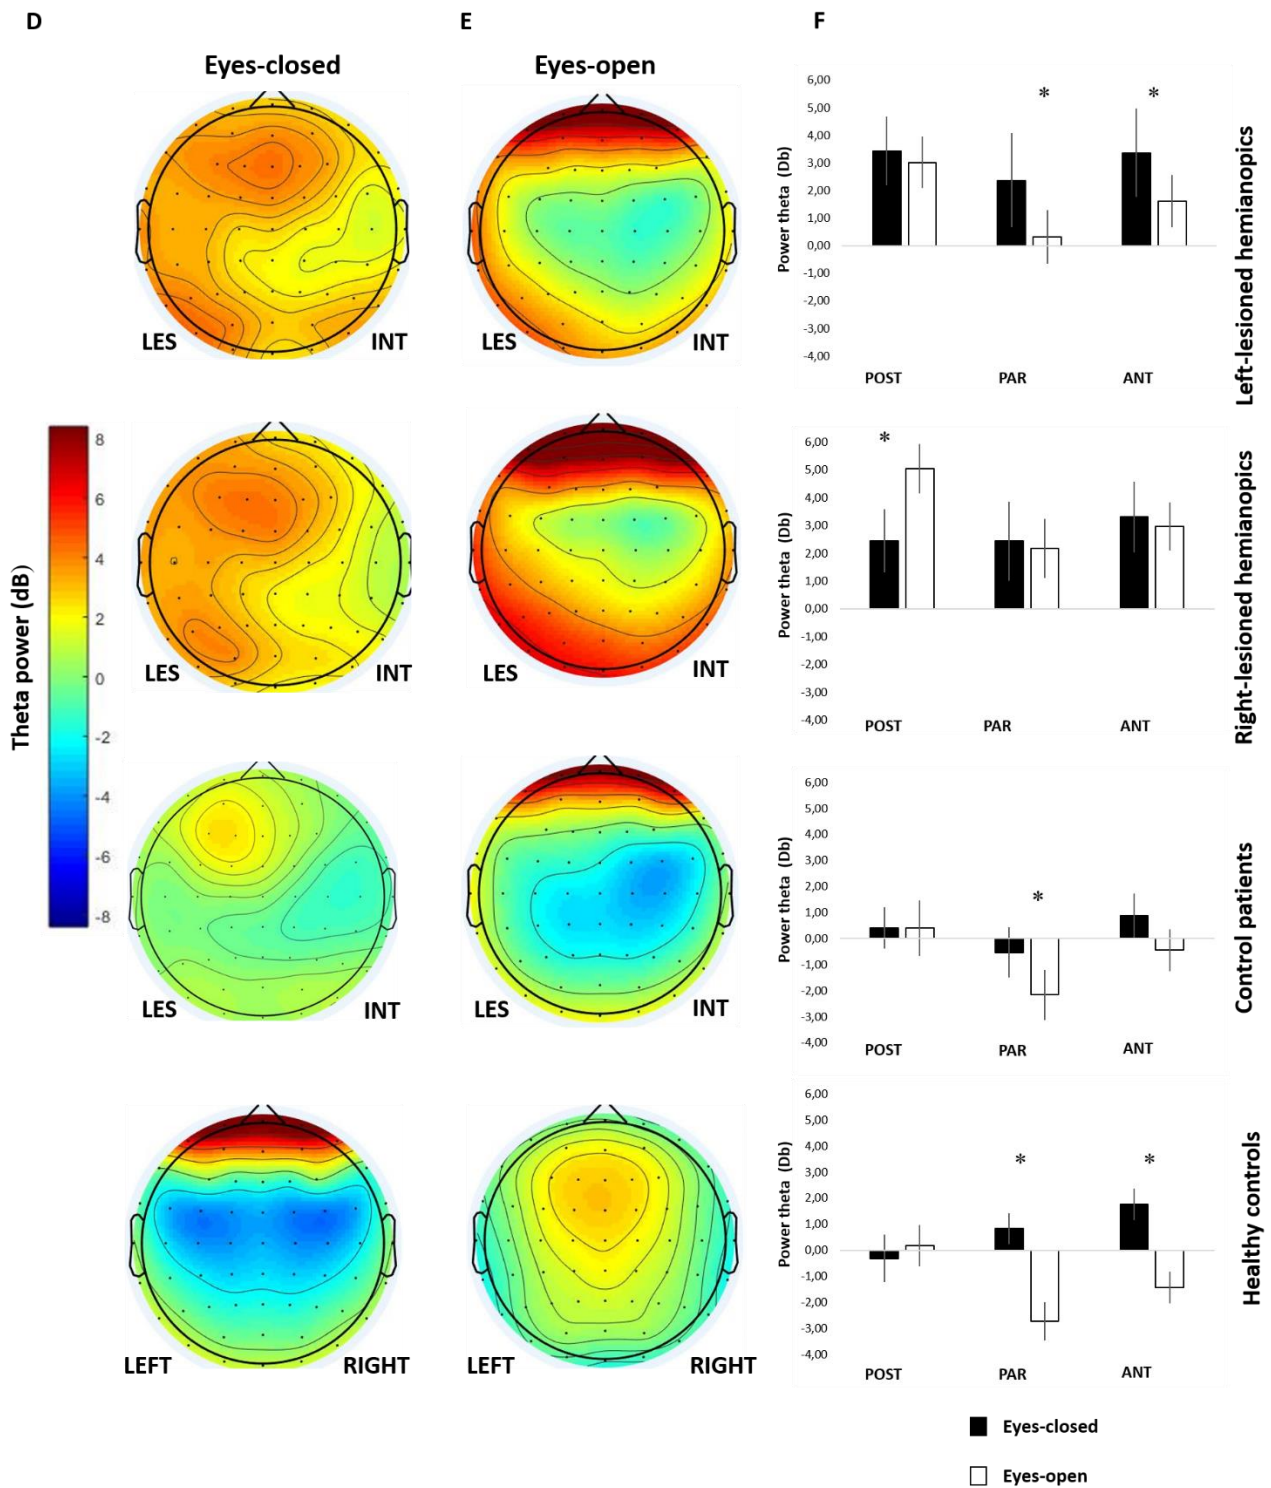 D
E
F
Eyes-closed
Eyes-open
LES
INT
LES
INT
Power theta (Db)
6,00
5,00
4,00
3,00
2,00
1,00
0,00
-1,00
-2,00
-3,00
-4,00
*
*
POST
PAR
ANT
Left-lesioned hemianopics
Theta power (dB)
8
6
4
2
0
-2
-4
-6
-8
LES
INT
LES
INT
Power theta (Db)
6,00
5,00
4,00
3,00
2,00
1,00
0,00
-1,00
-2,00
-3,00
-4,00
*
POST
PAR
ANT
Right-lesioned hemianopics
LES
INT
LES
INT
Power theta (Db)
6,00
5,00
4,00
3,00
2,00
1,00
0,00
-1,00
-2,00
-3,00
-4,00
*
POST
PAR
ANT
Control patients
LEFT
RIGHT
LEFT
RIGHT
Power theta (Db)
6,00
5,00
4,00
3,00
2,00
1,00
0,00
-1,00
-2,00
-3,00
-4,00
*
*
POST
PAR
ANT
Healthy controls
Eyes-closed
Eyes-open